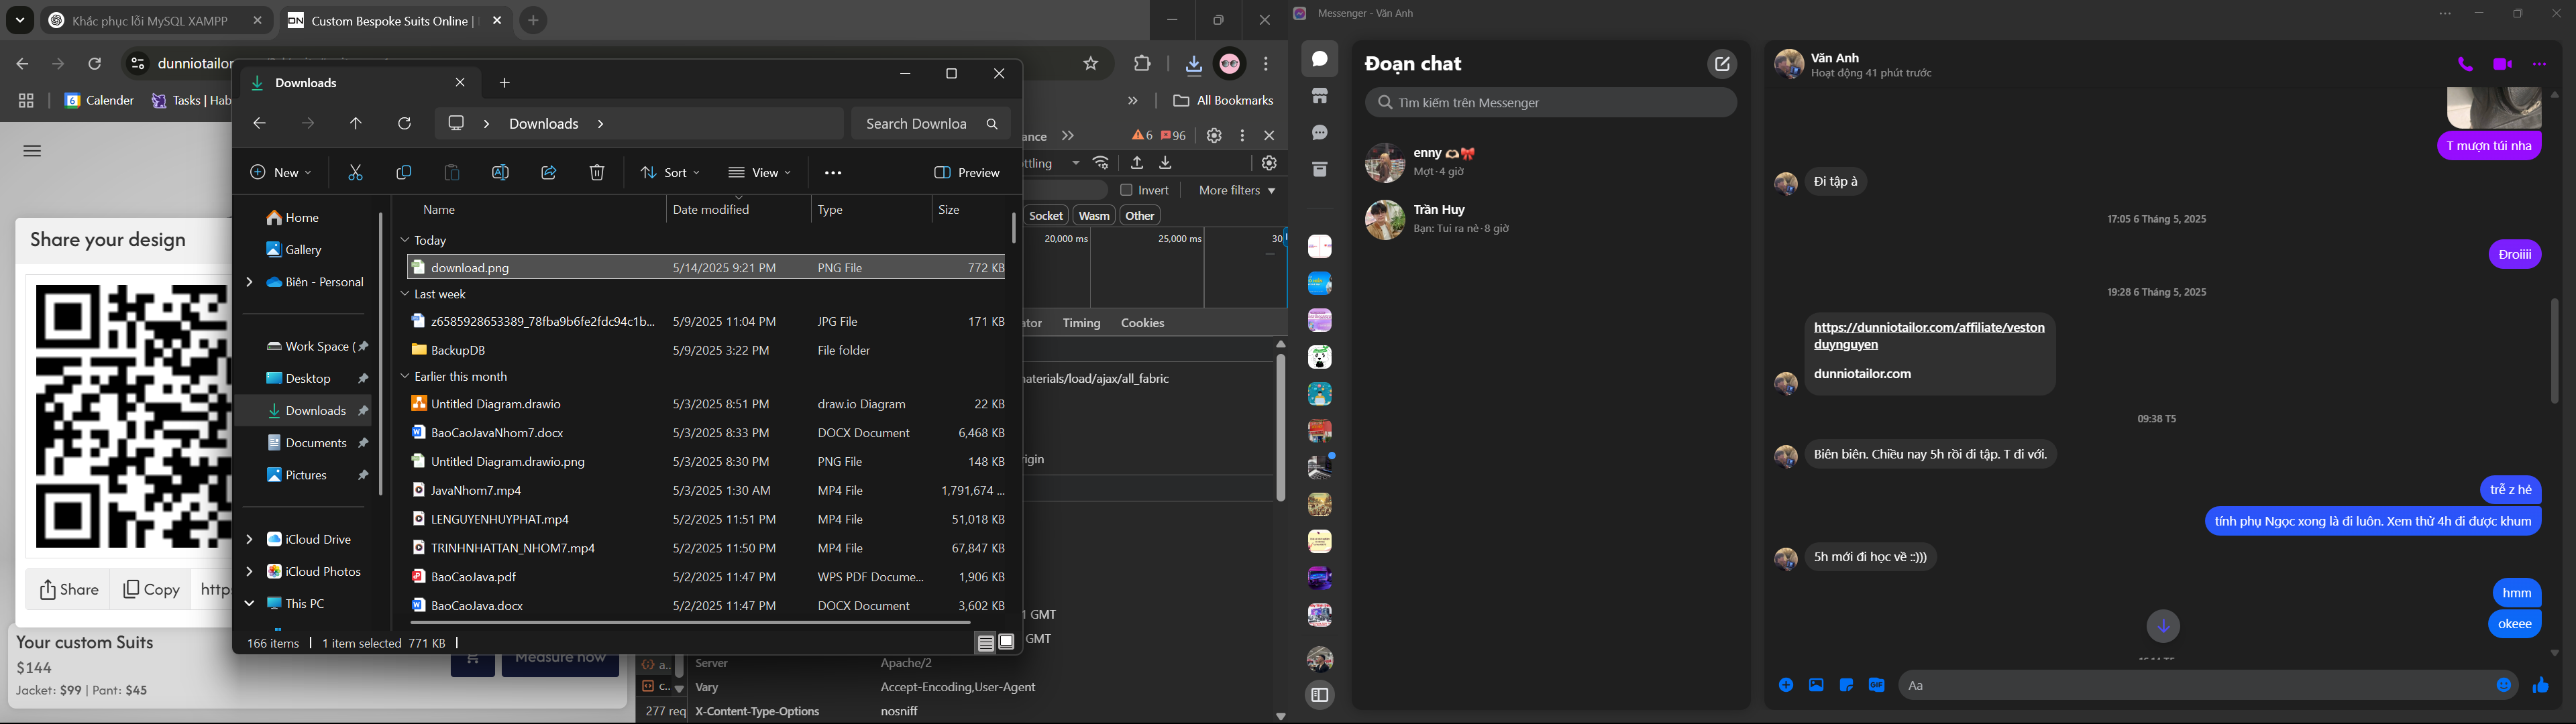 Khắc phục lỗi MySQL XAMPP
Custom Bespoke Suits Online |
Messenger - Văn Anh
dunniotailor
Calender
Tasks | Hab
All Bookmarks
Downloads
Downloads
Search Downloa
New
Sort
View
Preview
Name
Date modified
Type
Size
Home
Gallery
Biên - Personal
Work Space (
Desktop
Downloads
Documents
Pictures
iCloud Drive
iCloud Photos
This PC
Today
download.png 5/14/2025 9:21 PM PNG File 772 KB
Last week
z6585928653389_78fba9b6fe2fdc94c1b... 5/9/2025 11:04 PM JPG File 171 KB
BackupDB 5/9/2025 3:22 PM File folder
Earlier this month
Untitled Diagram.drawio 5/3/2025 8:51 PM draw.io Diagram 22 KB
BaoCaoJavaNhom7.docx 5/3/2025 8:33 PM DOCX Document 6,468 KB
Untitled Diagram.drawio.png 5/3/2025 8:30 PM PNG File 148 KB
JavaNhom7.mp4 5/3/2025 1:30 AM MP4 File 1,791,674 ...
LENGUYENHUYPHAT.mp4 5/2/2025 11:51 PM MP4 File 51,018 KB
TRINHNHATTAN_NHOM7.mp4 5/2/2025 11:50 PM MP4 File 67,847 KB
BaoCaoJava.pdf 5/2/2025 11:47 PM WPS PDF Docume... 1,906 KB
BaoCaoJava.docx 5/2/2025 11:47 PM DOCX Document 3,602 KB
166 items
1 item selected 771 KB
Share your design
Share
Copy
http
Your custom Suits
$144
Jacket: $99 | Pant: $45
Measure now
ance
6
96
ttling
Invert
More filters
Socket
Wasm
Other
20,000 ms
25,000 ms
30
ator
Timing
Cookies
naterials/load/ajax/all_fabric
igin
1 GMT
GMT
a..
c..
277 req
Server Apache/2
Vary Accept-Encoding,User-Agent
X-Content-Type-Options nosniff
Đoạn chat
Tìm kiếm trên Messenger
enny
Mợt · 4 giờ
Trần Huy
Bạn: Tui ra nè · 8 giờ
Văn Anh
Hoạt động 41 phút trước
T mượn túi nha
Đi tập à
17:05 6 Tháng 5, 2025
Đroiiii
19:28 6 Tháng 5, 2025
https://dunniotailor.com/affiliate/veston
duynguyen
dunniotailor.com
09:38 T5
Biên biên. Chiều nay 5h rồi đi tập. T đi với.
trễ z hẻ
tính phụ Ngọc xong là đi luôn. Xem thử 4h đi được khum
5h mới đi học về ::)))
hmm
okeee
Aa
GIF